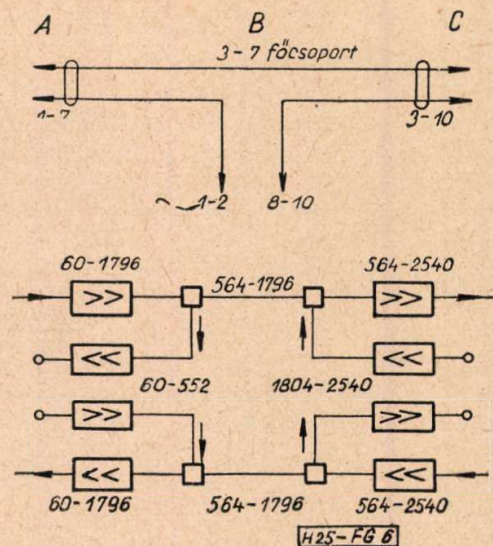 A B C
3-7 főcsoport
1-7 3-10
1-2 8-10
60-1796 564-1796 564-2540
>> >>
<< <<
60-552 1804-2540
>> >>
<< <<
60-1796 564-1796 564-2540
H25-FG 6